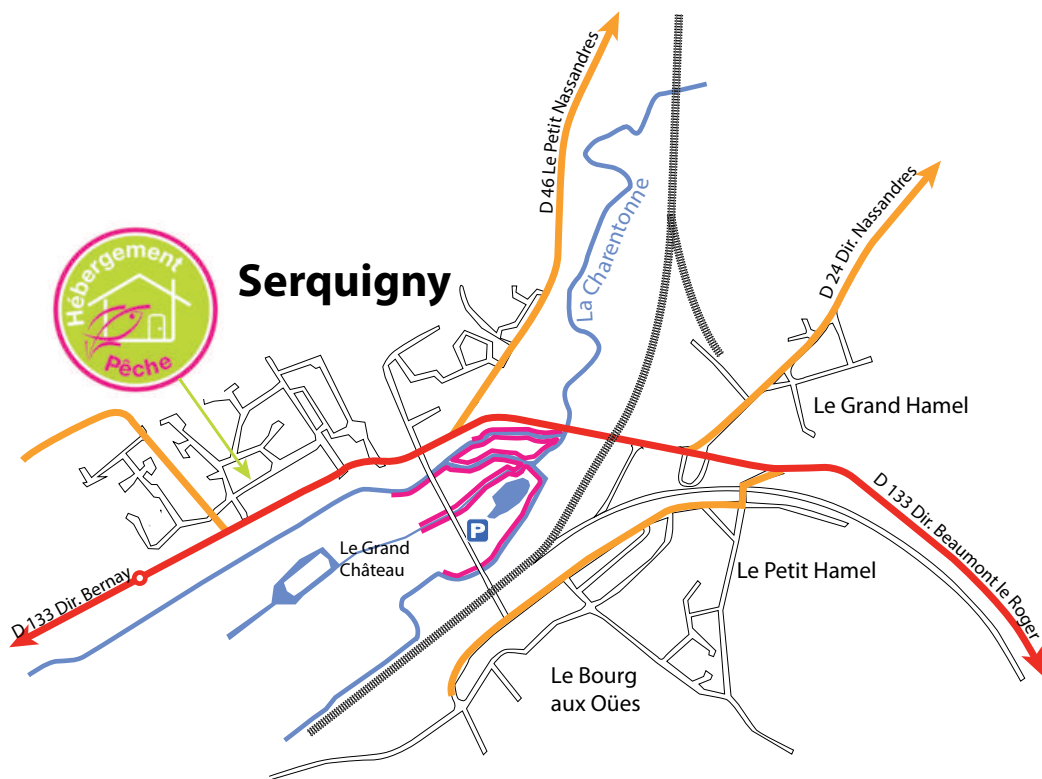 D 46 Le Petit Nassandres
La Charentonne
D 24 Dir. Nassandres
Hébergement
Pêche
Serquigny
Le Grand Hamel
P
Le Grand
Château
D 133 Dir. Bernay
D 133 Dir. Beaumont le Roger
Le Petit Hamel
Le Bourg
aux Oües